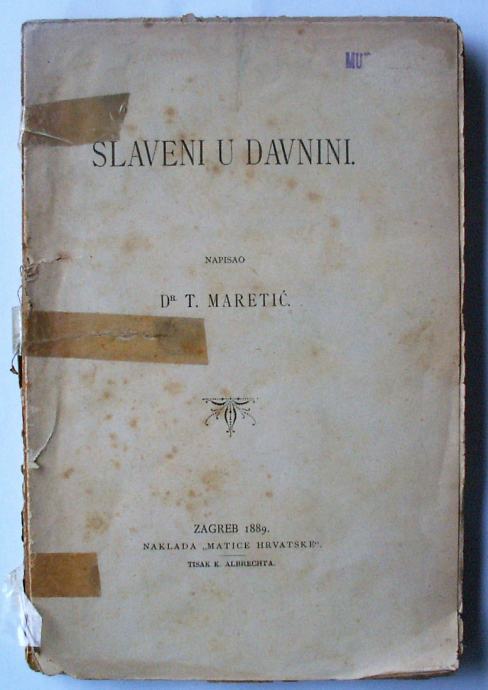 SLAVENI U DAVNINI.
NAPISAO
DR. T. MARETIĆ.
ZAGREB 1889.
NAKLADA „MATICE HRVATSKE“.
TISAK K. ALBRECHTA.